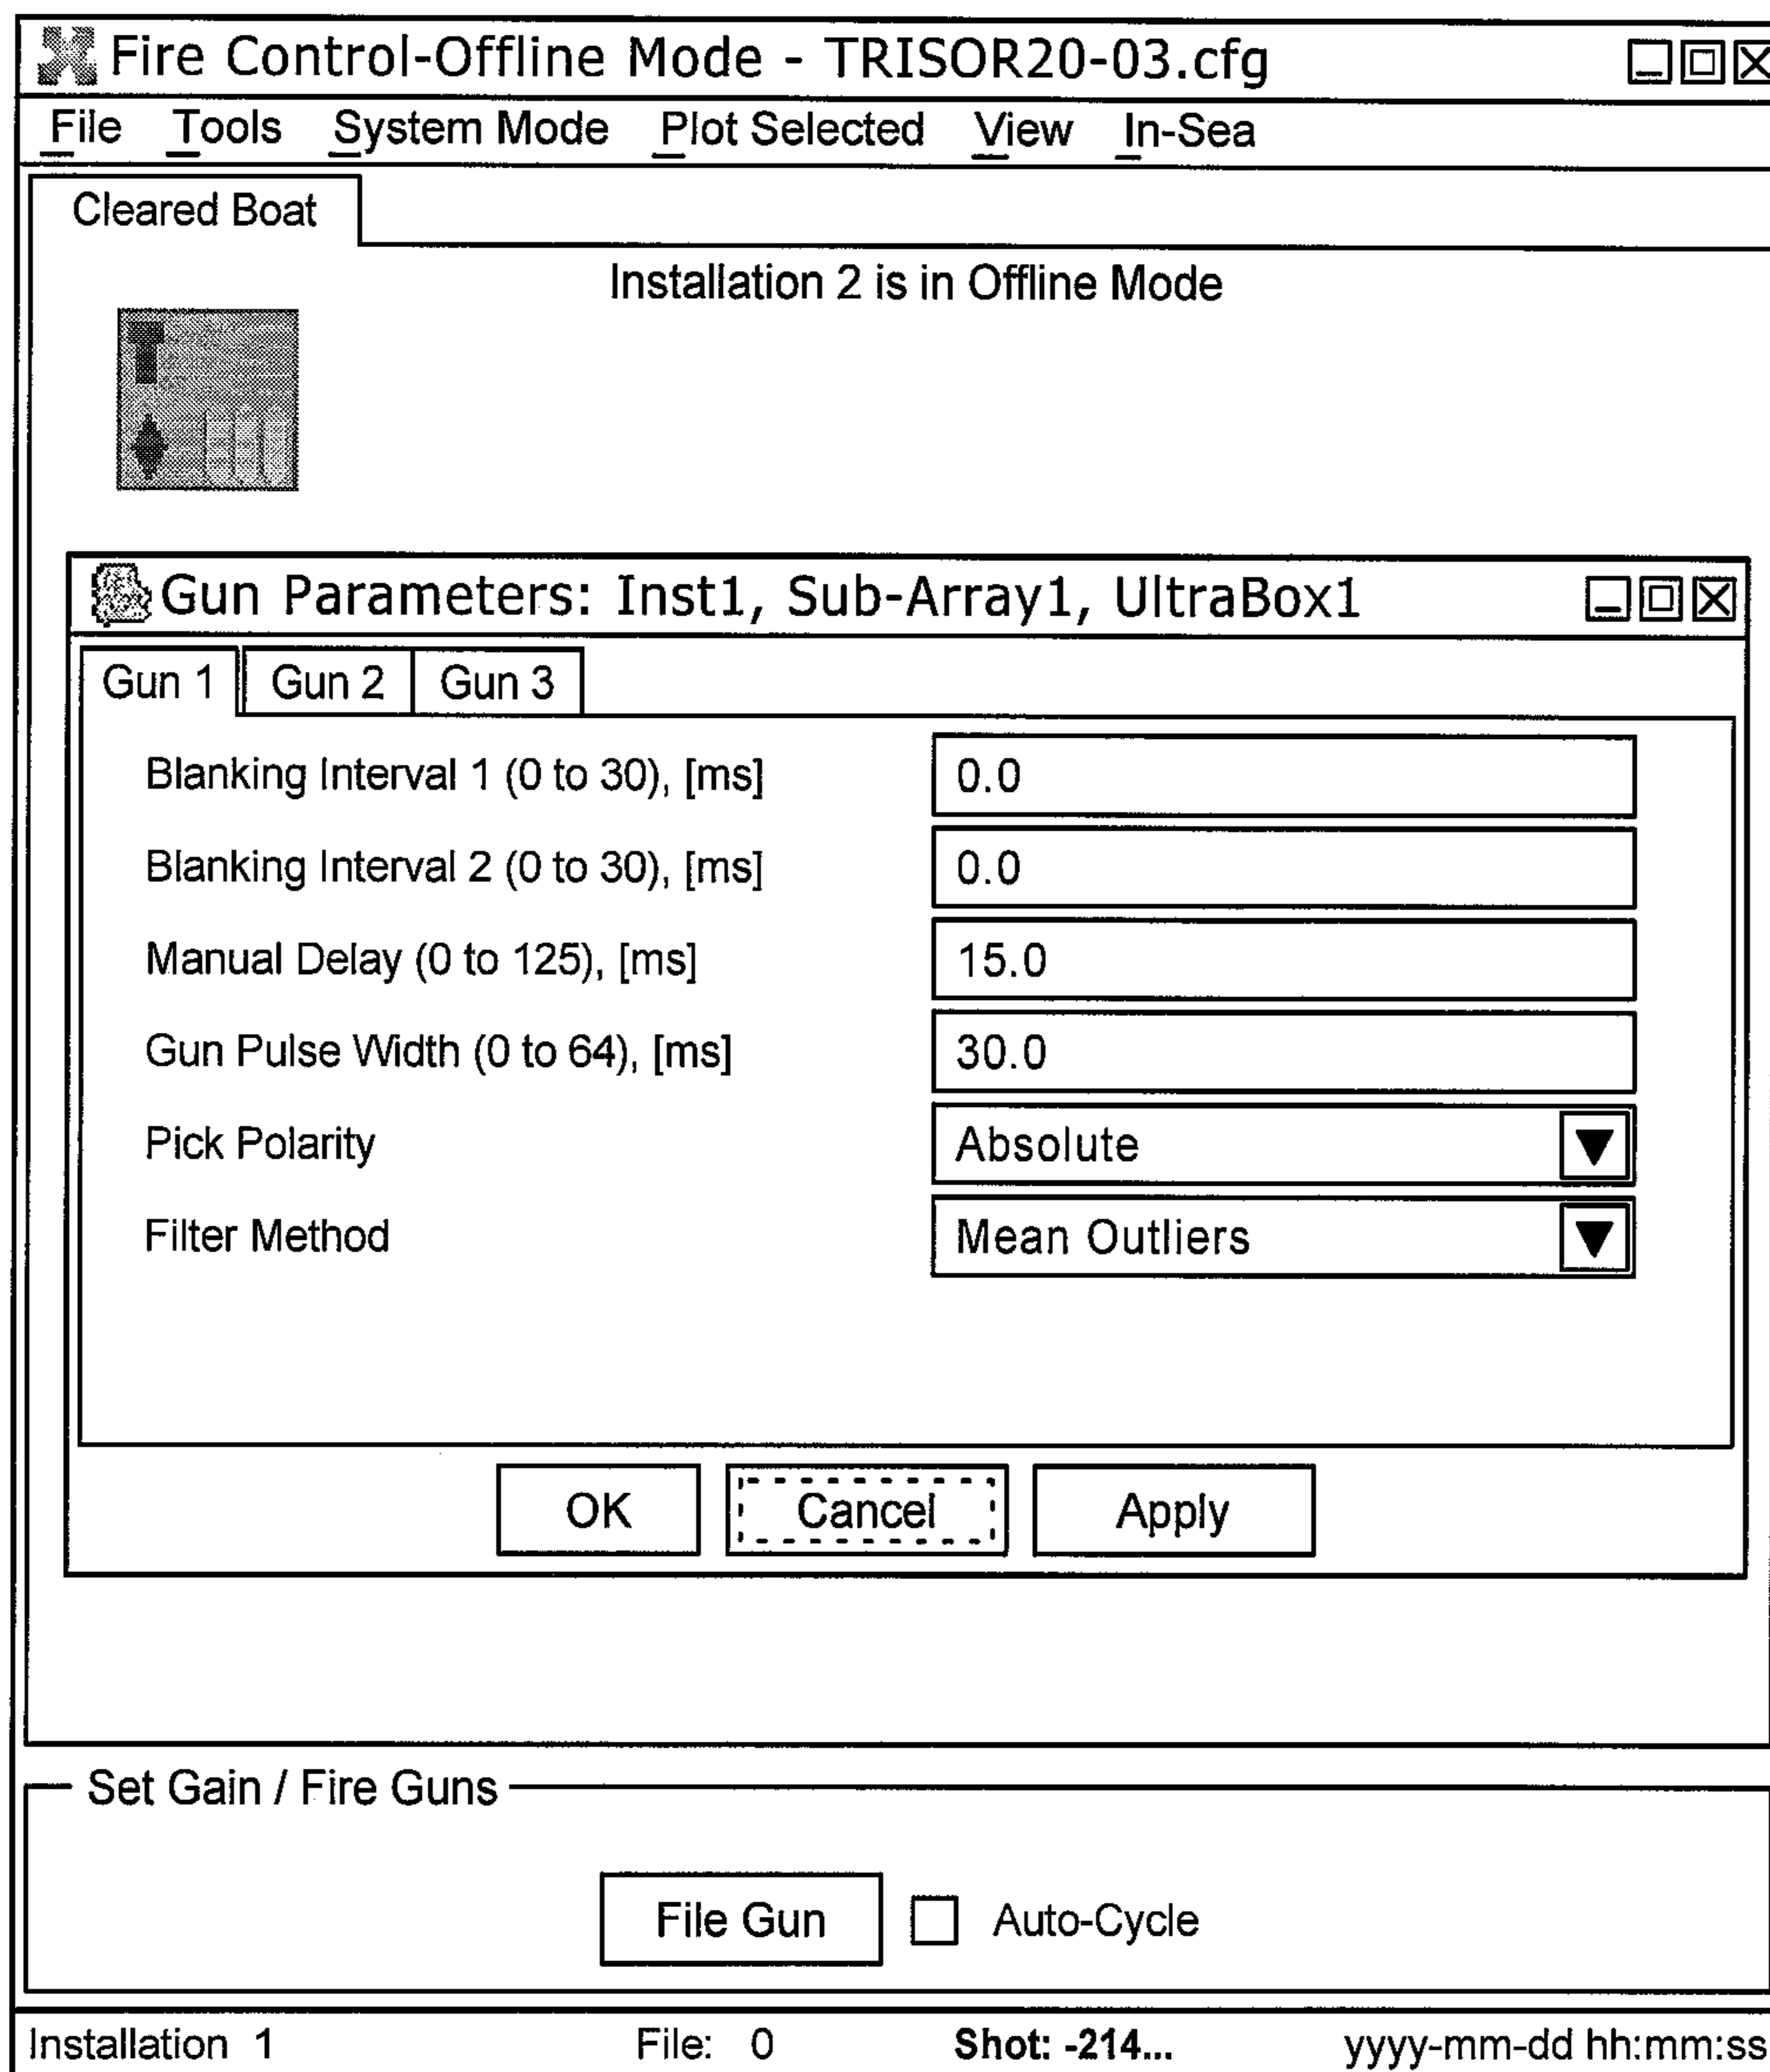 Fire Control-Offline Mode - TRISOR20-03.cfg
File Tools System Mode Plot Selected View In-Sea
Cleared Boat
Installation 2 is in Offline Mode
Gun Parameters: Inst1, Sub-Array1, UltraBox1
Gun 1 Gun 2 Gun 3
Blanking Interval 1 (0 to 30), [ms] 0.0
Blanking Interval 2 (0 to 30), [ms] 0.0
Manual Delay (0 to 125), [ms] 15.0
Gun Pulse Width (0 to 64), [ms] 30.0
Pick Polarity Absolute
Filter Method Mean Outliers
OK Cancel Apply
Set Gain / Fire Guns
File Gun Auto-Cycle
Installation 1 File: 0 Shot: -214... yyyy-mm-dd hh:mm:ss